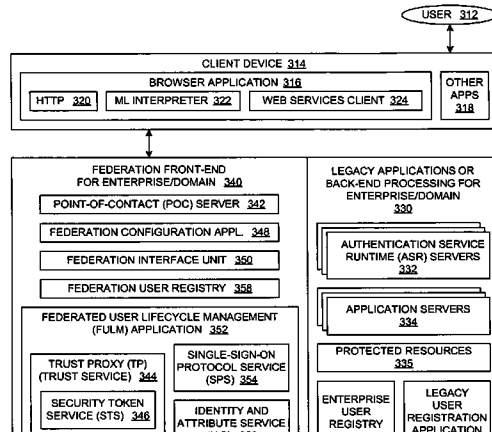 USER 312
CLIENT DEVICE 314
BROWSER APPLICATION 316
HTTP 320
ML INTERPRETER 322
WEB SERVICES CLIENT 324
OTHER
APPS
318
FEDERATION FRONT-END
FOR ENTERPRISE/DOMAIN 340
POINT-OF-CONTACT (POC) SERVER 342
FEDERATION CONFIGURATION APPL. 348
FEDERATION INTERFACE UNIT 350
FEDERATION USER REGISTRY 358
FEDERATED USER LIFECYCLE MANAGEMENT
(FULM) APPLICATION 352
TRUST PROXY (TP)
(TRUST SERVICE) 344
SECURITY TOKEN
SERVICE (STS) 346
SINGLE-SIGN-ON
PROTOCOL SERVICE
(SPS) 354
IDENTITY AND
ATTRIBUTE SERVICE
LEGACY APPLICATIONS OR
BACK-END PROCESSING FOR
ENTERPRISE/DOMAIN
330
AUTHENTICATION SERVICE
RUNTIME (ASR) SERVERS
332
APPLICATION SERVERS
334
PROTECTED RESOURCES
335
ENTERPRISE
USER
REGISTRY
LEGACY
USER
REGISTRATION
APPLICATION